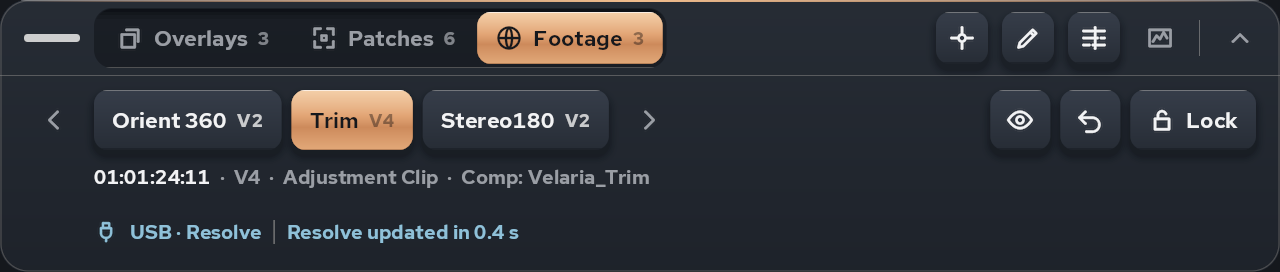 Overlays 3 Patches 6 Footage 3
Orient 360 V2 Trim V4 Stereo180 V2 Lock
01:01:24:11 · V4 · Adjustment Clip · Comp: Velaria_Trim
USB · Resolve | Resolve updated in 0.4 s